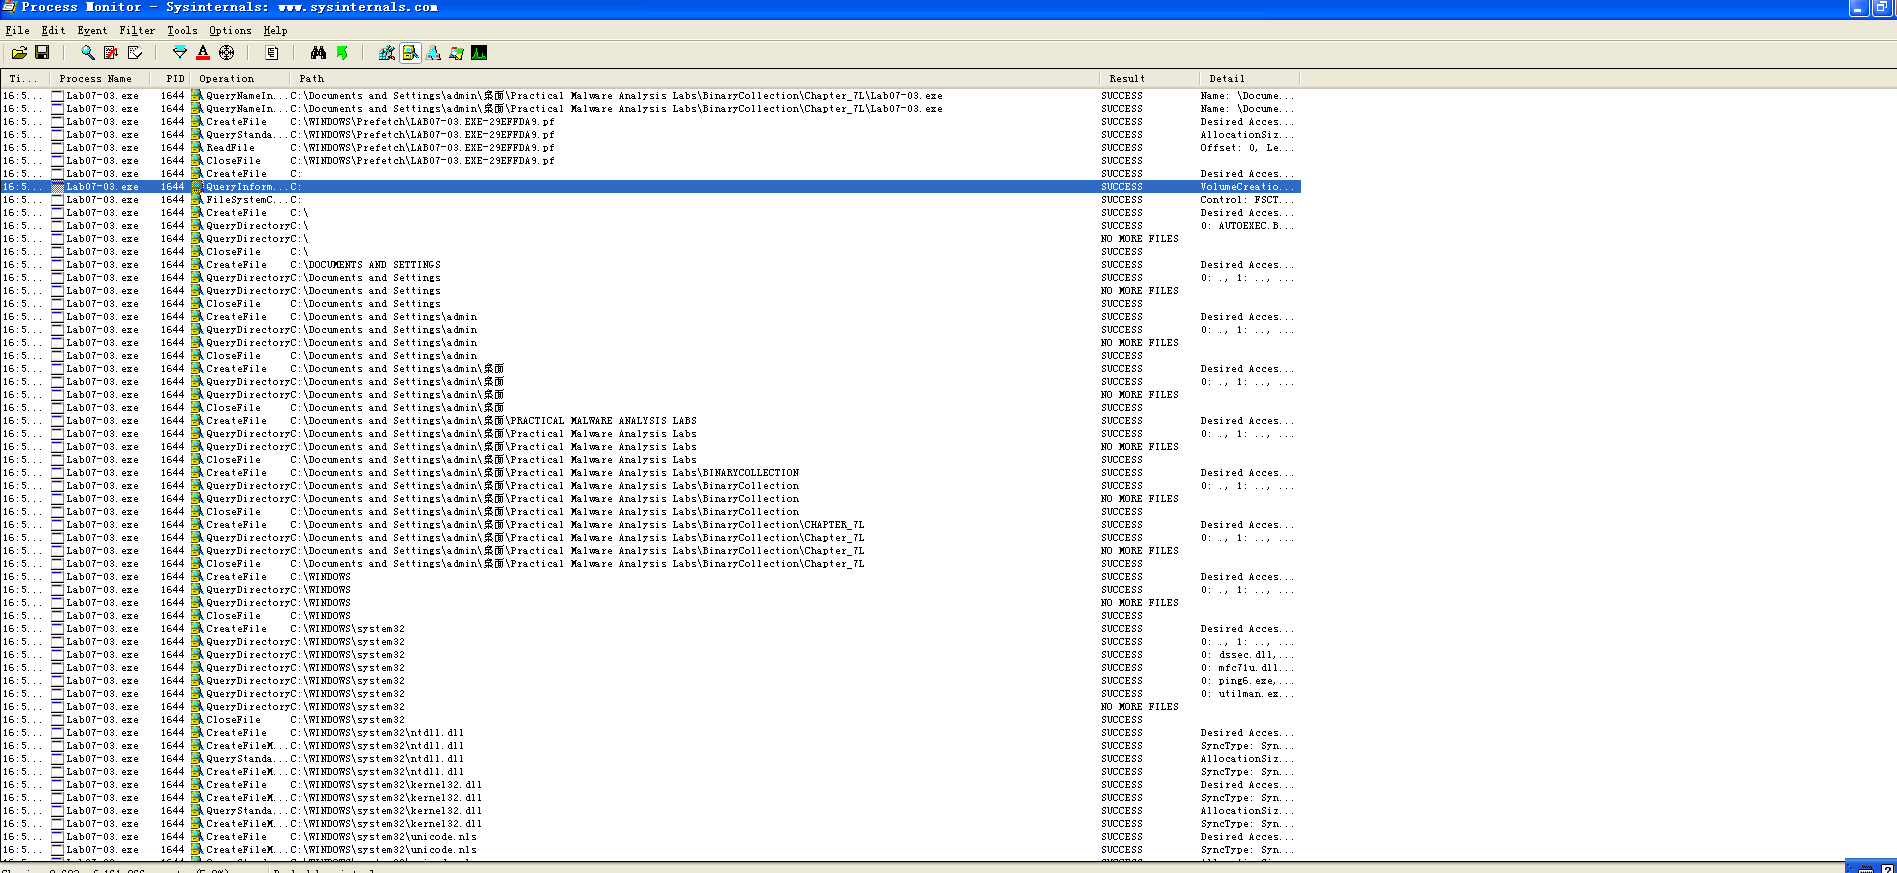 Process Monitor - Sysinternals: www.sysinternals.com
File Edit Event Filter Tools Options Help
Ti... Process Name PID Operation Path Result Detail
16:5... Lab07-03.exe 1644 QueryNameIn... C:\Documents and Settings\admin\桌面\Practical Malware Analysis Labs\BinaryCollection\Chapter_7L\Lab07-03.exe SUCCESS Name: \Docume...
16:5... Lab07-03.exe 1644 QueryNameIn... C:\Documents and Settings\admin\桌面\Practical Malware Analysis Labs\BinaryCollection\Chapter_7L\Lab07-03.exe SUCCESS Name: \Docume...
16:5... Lab07-03.exe 1644 CreateFile C:\WINDOWS\Prefetch\LAB07-03.EXE-29EFFDA9.pf SUCCESS Desired Acces...
16:5... Lab07-03.exe 1644 QueryStanda... C:\WINDOWS\Prefetch\LAB07-03.EXE-29EFFDA9.pf SUCCESS AllocationSiz...
16:5... Lab07-03.exe 1644 ReadFile C:\WINDOWS\Prefetch\LAB07-03.EXE-29EFFDA9.pf SUCCESS Offset: 0, Le...
16:5... Lab07-03.exe 1644 CloseFile C:\WINDOWS\Prefetch\LAB07-03.EXE-29EFFDA9.pf SUCCESS
16:5... Lab07-03.exe 1644 CreateFile C: SUCCESS Desired Acces...
16:5... Lab07-03.exe 1644 QueryInform... C: SUCCESS VolumeCreatio...
16:5... Lab07-03.exe 1644 FileSystemC... C: SUCCESS Control: FSCT...
16:5... Lab07-03.exe 1644 CreateFile C:\ SUCCESS Desired Acces...
16:5... Lab07-03.exe 1644 QueryDirectory C:\ SUCCESS 0: AUTOEXEC.B...
16:5... Lab07-03.exe 1644 QueryDirectory C:\ NO MORE FILES
16:5... Lab07-03.exe 1644 CloseFile C:\ SUCCESS
16:5... Lab07-03.exe 1644 CreateFile C:\DOCUMENTS AND SETTINGS SUCCESS Desired Acces...
16:5... Lab07-03.exe 1644 QueryDirectory C:\Documents and Settings SUCCESS 0: ., 1: .., ...
16:5... Lab07-03.exe 1644 QueryDirectory C:\Documents and Settings NO MORE FILES
16:5... Lab07-03.exe 1644 CloseFile C:\Documents and Settings SUCCESS
16:5... Lab07-03.exe 1644 CreateFile C:\Documents and Settings\admin SUCCESS Desired Acces...
16:5... Lab07-03.exe 1644 QueryDirectory C:\Documents and Settings\admin SUCCESS 0: ., 1: .., ...
16:5... Lab07-03.exe 1644 QueryDirectory C:\Documents and Settings\admin NO MORE FILES
16:5... Lab07-03.exe 1644 CloseFile C:\Documents and Settings\admin SUCCESS
16:5... Lab07-03.exe 1644 CreateFile C:\Documents and Settings\admin\桌面 SUCCESS Desired Acces...
16:5... Lab07-03.exe 1644 QueryDirectory C:\Documents and Settings\admin\桌面 SUCCESS 0: ., 1: .., ...
16:5... Lab07-03.exe 1644 QueryDirectory C:\Documents and Settings\admin\桌面 NO MORE FILES
16:5... Lab07-03.exe 1644 CloseFile C:\Documents and Settings\admin\桌面 SUCCESS
16:5... Lab07-03.exe 1644 CreateFile C:\Documents and Settings\admin\桌面\PRACTICAL MALWARE ANALYSIS LABS SUCCESS Desired Acces...
16:5... Lab07-03.exe 1644 QueryDirectory C:\Documents and Settings\admin\桌面\Practical Malware Analysis Labs SUCCESS 0: ., 1: .., ...
16:5... Lab07-03.exe 1644 QueryDirectory C:\Documents and Settings\admin\桌面\Practical Malware Analysis Labs NO MORE FILES
16:5... Lab07-03.exe 1644 CloseFile C:\Documents and Settings\admin\桌面\Practical Malware Analysis Labs SUCCESS
16:5... Lab07-03.exe 1644 CreateFile C:\Documents and Settings\admin\桌面\Practical Malware Analysis Labs\BINARYCOLLECTION SUCCESS Desired Acces...
16:5... Lab07-03.exe 1644 QueryDirectory C:\Documents and Settings\admin\桌面\Practical Malware Analysis Labs\BinaryCollection SUCCESS 0: ., 1: .., ...
16:5... Lab07-03.exe 1644 QueryDirectory C:\Documents and Settings\admin\桌面\Practical Malware Analysis Labs\BinaryCollection NO MORE FILES
16:5... Lab07-03.exe 1644 CloseFile C:\Documents and Settings\admin\桌面\Practical Malware Analysis Labs\BinaryCollection SUCCESS
16:5... Lab07-03.exe 1644 CreateFile C:\Documents and Settings\admin\桌面\Practical Malware Analysis Labs\BinaryCollection\CHAPTER_7L SUCCESS Desired Acces...
16:5... Lab07-03.exe 1644 QueryDirectory C:\Documents and Settings\admin\桌面\Practical Malware Analysis Labs\BinaryCollection\Chapter_7L SUCCESS 0: ., 1: .., ...
16:5... Lab07-03.exe 1644 QueryDirectory C:\Documents and Settings\admin\桌面\Practical Malware Analysis Labs\BinaryCollection\Chapter_7L NO MORE FILES
16:5... Lab07-03.exe 1644 CloseFile C:\Documents and Settings\admin\桌面\Practical Malware Analysis Labs\BinaryCollection\Chapter_7L SUCCESS
16:5... Lab07-03.exe 1644 CreateFile C:\WINDOWS SUCCESS Desired Acces...
16:5... Lab07-03.exe 1644 QueryDirectory C:\WINDOWS SUCCESS 0: ., 1: .., ...
16:5... Lab07-03.exe 1644 QueryDirectory C:\WINDOWS NO MORE FILES
16:5... Lab07-03.exe 1644 CloseFile C:\WINDOWS SUCCESS
16:5... Lab07-03.exe 1644 CreateFile C:\WINDOWS\system32 SUCCESS Desired Acces...
16:5... Lab07-03.exe 1644 QueryDirectory C:\WINDOWS\system32 SUCCESS 0: ., 1: .., ...
16:5... Lab07-03.exe 1644 QueryDirectory C:\WINDOWS\system32 SUCCESS 0: dssec.dll,...
16:5... Lab07-03.exe 1644 QueryDirectory C:\WINDOWS\system32 SUCCESS 0: mfc71u.dll...
16:5... Lab07-03.exe 1644 QueryDirectory C:\WINDOWS\system32 SUCCESS 0: ping6.exe,...
16:5... Lab07-03.exe 1644 QueryDirectory C:\WINDOWS\system32 SUCCESS 0: utilman.ex...
16:5... Lab07-03.exe 1644 QueryDirectory C:\WINDOWS\system32 NO MORE FILES
16:5... Lab07-03.exe 1644 CloseFile C:\WINDOWS\system32 SUCCESS
16:5... Lab07-03.exe 1644 CreateFile C:\WINDOWS\system32\ntdll.dll SUCCESS Desired Acces...
16:5... Lab07-03.exe 1644 CreateFileM... C:\WINDOWS\system32\ntdll.dll SUCCESS SyncType: Syn...
16:5... Lab07-03.exe 1644 QueryStanda... C:\WINDOWS\system32\ntdll.dll SUCCESS AllocationSiz...
16:5... Lab07-03.exe 1644 CreateFileM... C:\WINDOWS\system32\ntdll.dll SUCCESS SyncType: Syn...
16:5... Lab07-03.exe 1644 CreateFile C:\WINDOWS\system32\kernel32.dll SUCCESS Desired Acces...
16:5... Lab07-03.exe 1644 CreateFileM... C:\WINDOWS\system32\kernel32.dll SUCCESS SyncType: Syn...
16:5... Lab07-03.exe 1644 QueryStanda... C:\WINDOWS\system32\kernel32.dll SUCCESS AllocationSiz...
16:5... Lab07-03.exe 1644 CreateFileM... C:\WINDOWS\system32\kernel32.dll SUCCESS SyncType: Syn...
16:5... Lab07-03.exe 1644 CreateFile C:\WINDOWS\system32\unicode.nls SUCCESS Desired Acces...
16:5... Lab07-03.exe 1644 CreateFileM... C:\WINDOWS\system32\unicode.nls SUCCESS SyncType: Syn...